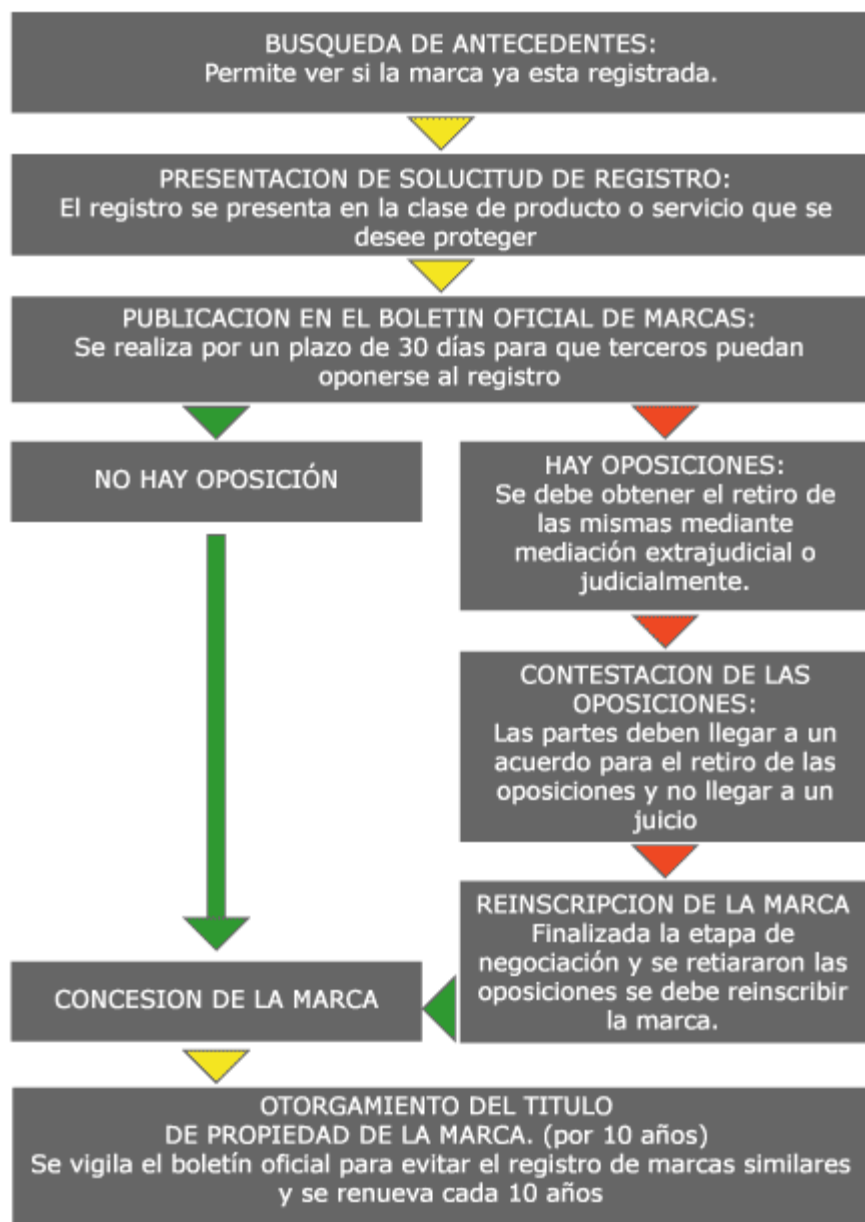 BUSQUEDA DE ANTECEDENTES:
Permite ver si la marca ya esta registrada.
PRESENTACION DE SOLUCITUD DE REGISTRO:
El registro se presenta en la clase de producto o servicio que se
desee proteger
PUBLICACION EN EL BOLETIN OFICIAL DE MARCAS:
Se realiza por un plazo de 30 días para que terceros puedan
oponerse al registro
NO HAY OPOSICIÓN
HAY OPOSICIONES:
Se debe obtener el retiro de
las mismas mediante
mediación extrajudicial o
judicialmente.
CONTESTACION DE LAS
OPOSICIONES:
Las partes deben llegar a un
acuerdo para el retiro de las
oposiciones y no llegar a un
juicio
REINSCRIPCION DE LA MARCA
Finalizada la etapa de
negociación y se retiararon las
oposiciones se debe reinscribir
la marca.
CONCESION DE LA MARCA
OTORGAMIENTO DEL TITULO
DE PROPIEDAD DE LA MARCA. (por 10 años)
Se vigila el boletín oficial para evitar el registro de marcas similares
y se renueva cada 10 años